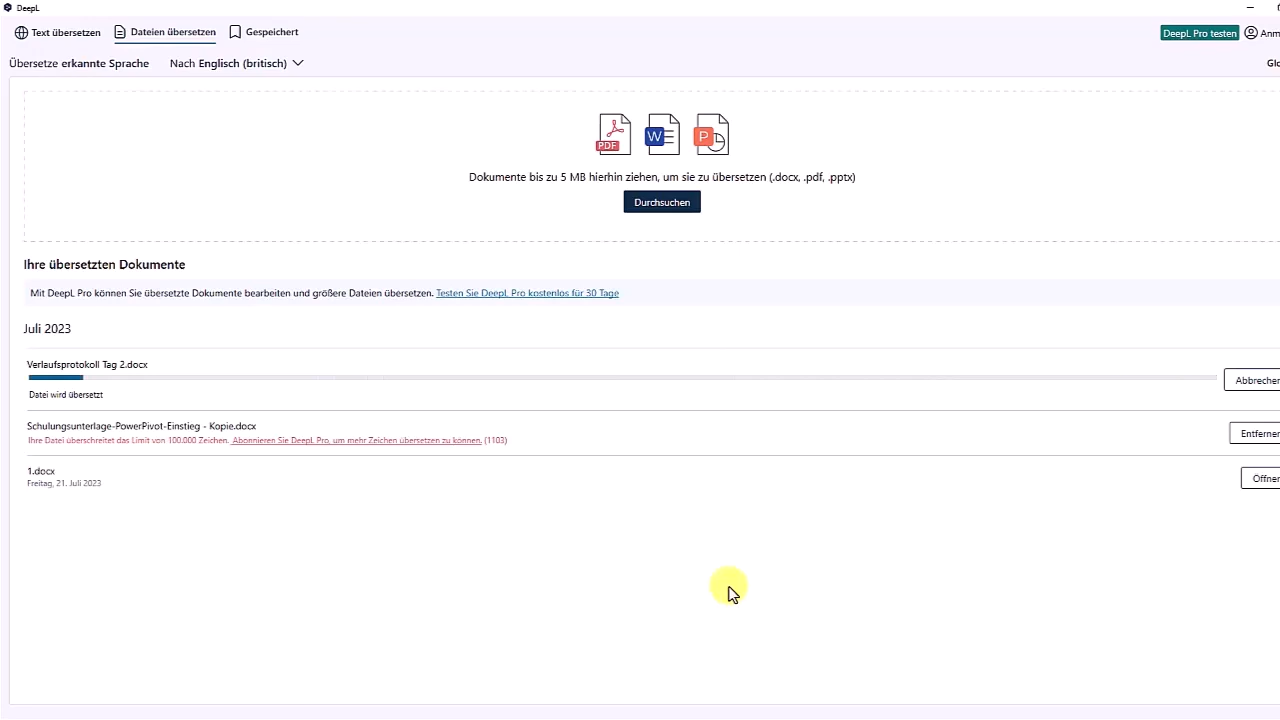 DeepL
Text übersetzen
Dateien übersetzen
Gespeichert
DeepL Pro testen
Übersetze erkannte Sprache
Nach Englisch (britisch)
PDF
W
P
Dokumente bis zu 5 MB hierhin ziehen, um sie zu übersetzen (.docx, .pdf, .pptx)
Durchsuchen
Ihre übersetzten Dokumente
Mit DeepL Pro können Sie übersetzte Dokumente bearbeiten und größere Dateien übersetzen. Testen Sie DeepL Pro kostenlos für 30 Tage
Juli 2023
Verlaufsprotokoll Tag 2.docx
Datei wird übersetzt
Abbrechen
Schulungsunterlage-PowerPivot-Einstieg - Kopie.docx
Ihre Datei überschreitet das Limit von 100.000 Zeichen. Abonnieren Sie DeepL Pro, um mehr Zeichen übersetzen zu können. (1103)
Entfernen
1.docx
Freitag, 21. Juli 2023